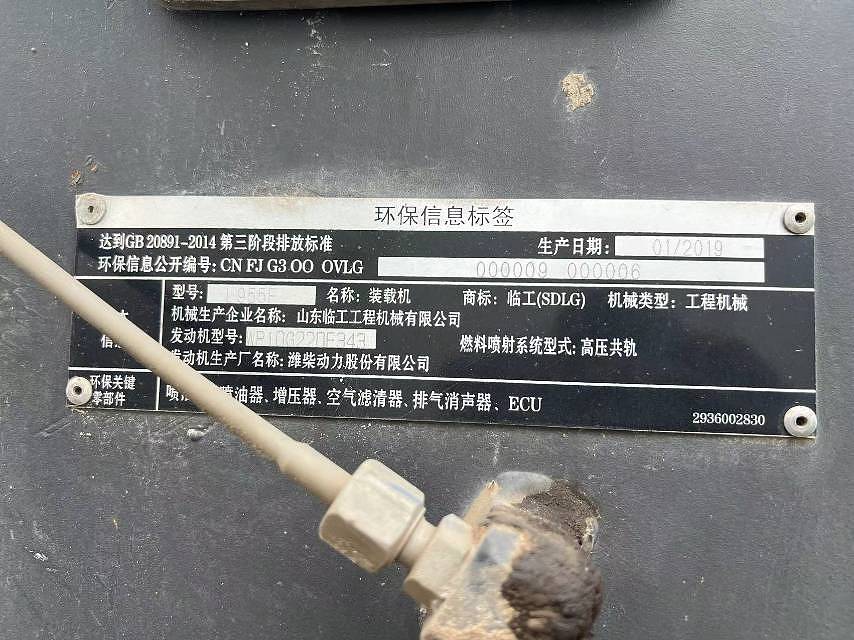 环保信息标签
达到GB 20891-2014 第三阶段排放标准 生产日期: 01/2019
环保信息公开编号: CN FJ G3 OO OVLG 000009 000006
型号: 名称: 装载机 商标: 临工(SDLG) 机械类型: 工程机械
机械生产企业名称: 山东临工工程机械有限公司
发动机型号: WP10G220E343 燃料喷射系统型式: 高压共轨
发动机生产厂名称: 潍柴动力股份有限公司
环保关键
零部件
喷油器、增压器、空气滤清器、排气消声器、ECU
2936002830